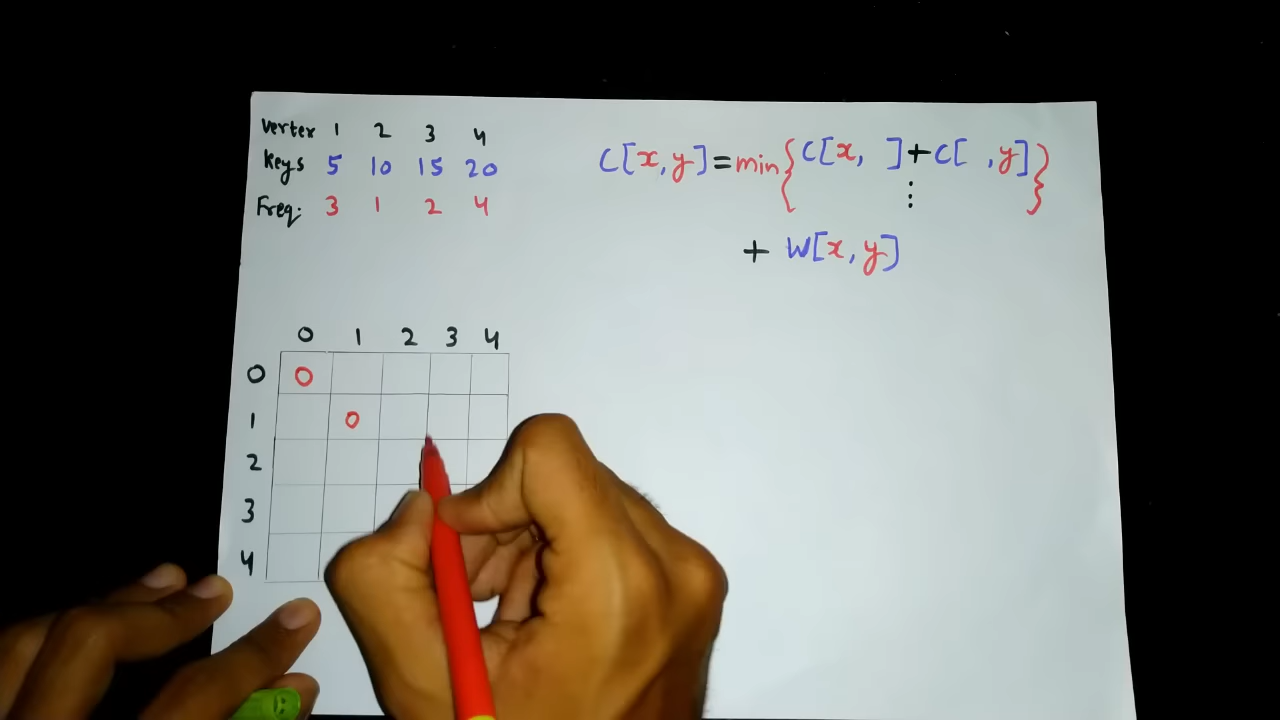 Vertex 1 2 3 4
Keys 5 10 15 20
Freq. 3 1 2 4
C[x,y]=min{C[x, ]+C[ ,y]}
⋮
+ W[x,y]
0 1 2 3 4
0 0
1 0
2
3
4